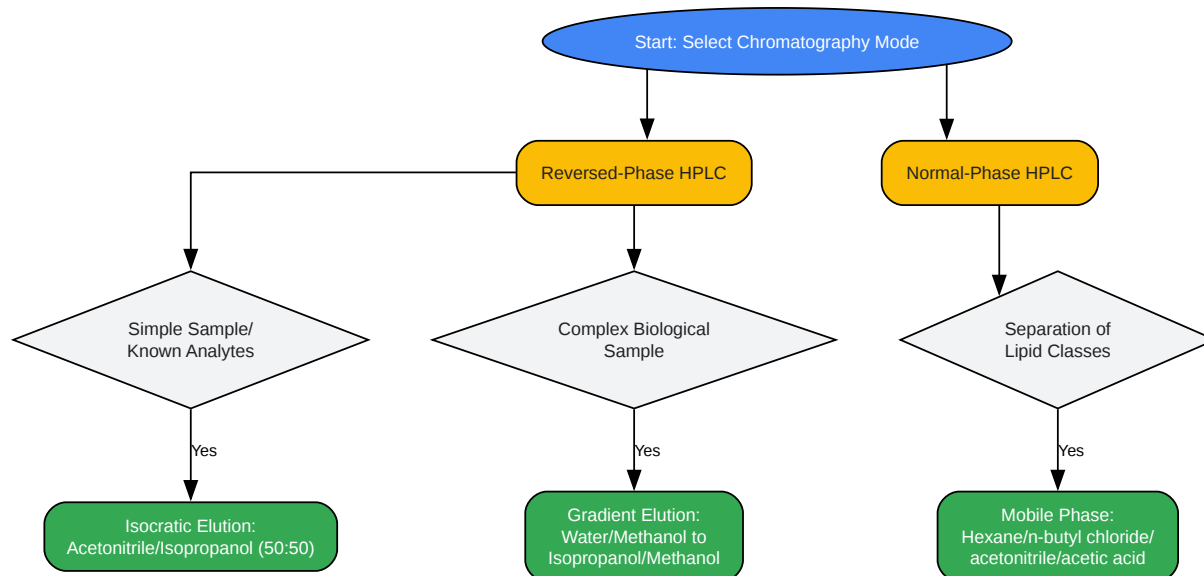 Start: Select Chromatography Mode
Reversed-Phase HPLC
Normal-Phase HPLC
Simple Sample/
Known Analytes
Complex Biological
Sample
Separation of
Lipid Classes
Yes
Yes
Yes
Isocratic Elution:
Acetonitrile/Isopropanol (50:50)
Gradient Elution:
Water/Methanol to
Isopropanol/Methanol
Mobile Phase:
Hexane/n-butyl chloride/
acetonitrile/acetic acid